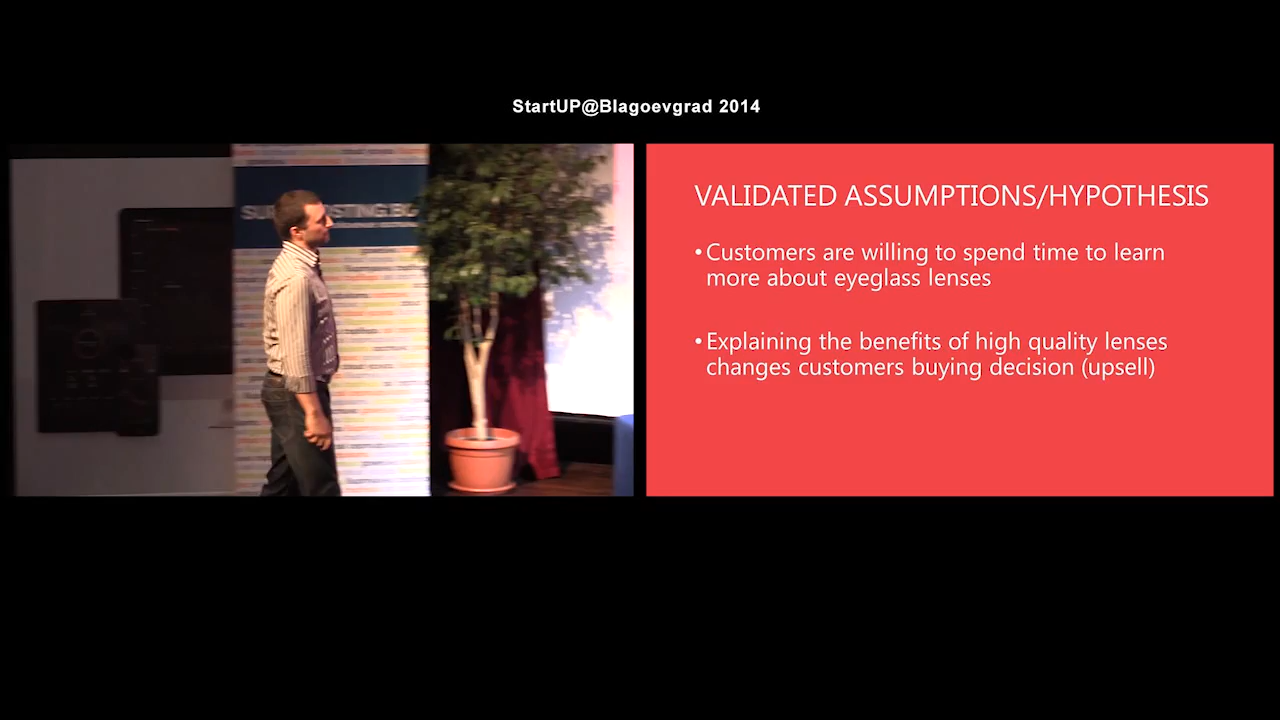 StartUP@Blagoevgrad 2014
VALIDATED ASSUMPTIONS/HYPOTHESIS
•Customers are willing to spend time to learn
more about eyeglass lenses
•Explaining the benefits of high quality lenses
changes customers buying decision (upsell)